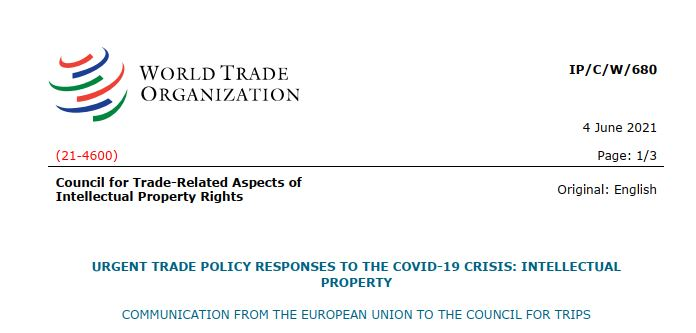 WORLD TRADE
ORGANIZATION
IP/C/W/680
4 June 2021
(21-4600)
Page: 1/3
Council for Trade-Related Aspects of
Intellectual Property Rights
Original: English
URGENT TRADE POLICY RESPONSES TO THE COVID-19 CRISIS: INTELLECTUAL
PROPERTY
COMMUNICATION FROM THE EUROPEAN UNION TO THE COUNCIL FOR TRIPS